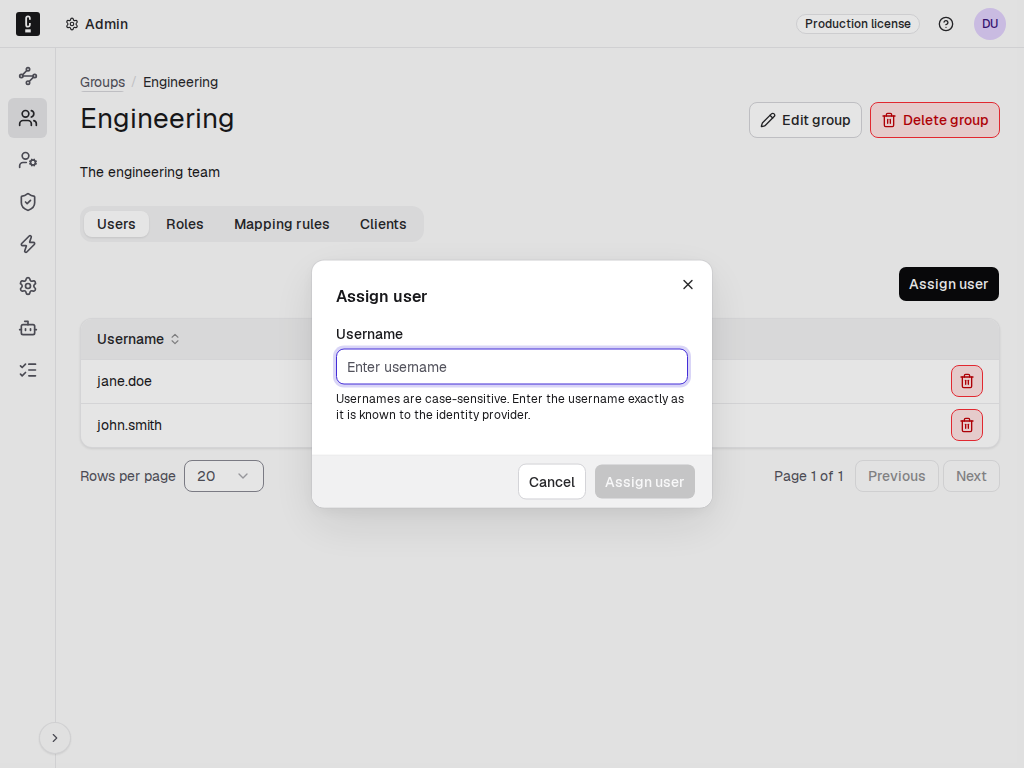 Admin
Production license
DU
Groups / Engineering
Engineering
Edit group
Delete group
The engineering team
Users
Roles
Mapping rules
Clients
Assign user
Username
jane.doe
john.smith
Rows per page
20
Page 1 of 1
Previous
Next
Assign user
Username
Enter username
Usernames are case-sensitive. Enter the username exactly as
it is known to the identity provider.
Cancel
Assign user